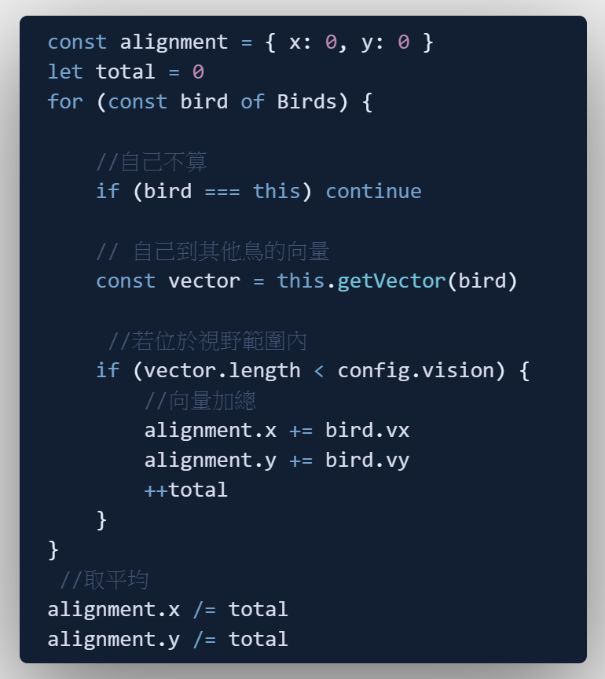 const alignment = { x: 0, y: 0 }
let total = 0
for (const bird of Birds) {
//自己不算
if (bird === this) continue
// 自己到其他鳥的向量
const vector = this.getVector(bird)
//若位於視野範圍內
if (vector.length < config.vision) {
//向量加總
alignment.x += bird.vx
alignment.y += bird.vy
++total
}
}
//取平均
alignment.x /= total
alignment.y /= total